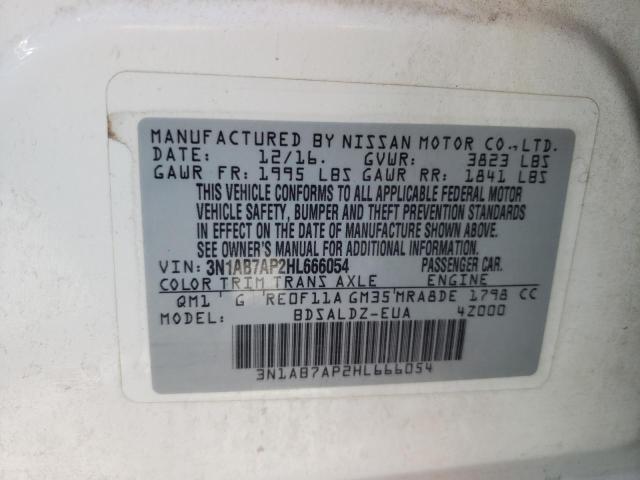 MANUFACTURED BY NISSAN MOTOR CO.,LTD.
DATE: 12/16. GVWR: 3823 LBS
GAWR FR: 1995 LBS GAWR RR: 1841 LBS
THIS VEHICLE CONFORMS TO ALL APPLICABLE FEDERAL MOTOR
VEHICLE SAFETY, BUMPER AND THEFT PREVENTION STANDARDS
IN EFFECT ON THE DATE OF MANUFACTURE SHOWN ABOVE.
SEE OWNER'S MANUAL FOR ADDITIONAL INFORMATION.
VIN: 3N1AB7AP2HL666054 PASSENGER CAR.
COLOR TRIM TRANS AXLE ENGINE
QM1 G RE0F11A GM35 MRA8DE 1798 CC
MODEL: BDSALDZ-EUA 4Z000
3N1AB7AP2HL666054